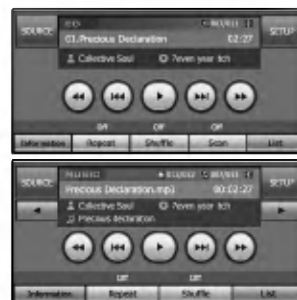 SOURCE
SETUP
01.Precious Declaration 02:27
Collective Soul 7even year itch
Off Off Off
Information Repeat Shuffle Scan List
SOURCE
SETUP
Precious Declaration.mp3 00:02:27
Collective Soul 7even year itch
Precious declaration
Off Off
Information Repeat Shuffle List